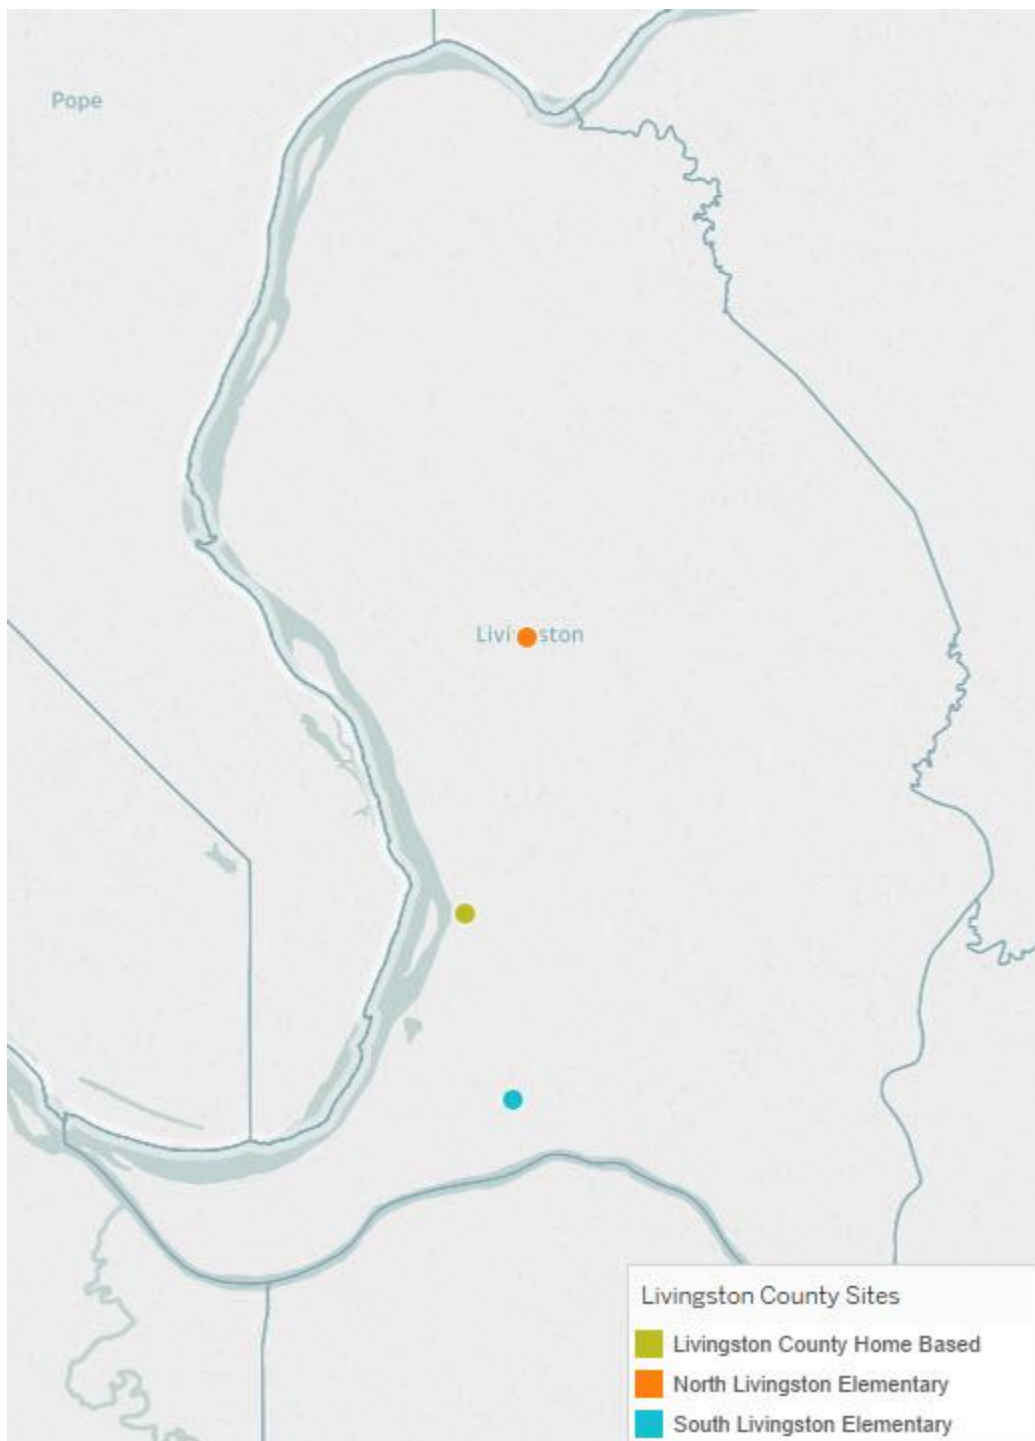 Pope
Livingston
Livingston County Sites
Livingston County Home Based
North Livingston Elementary
South Livingston Elementary